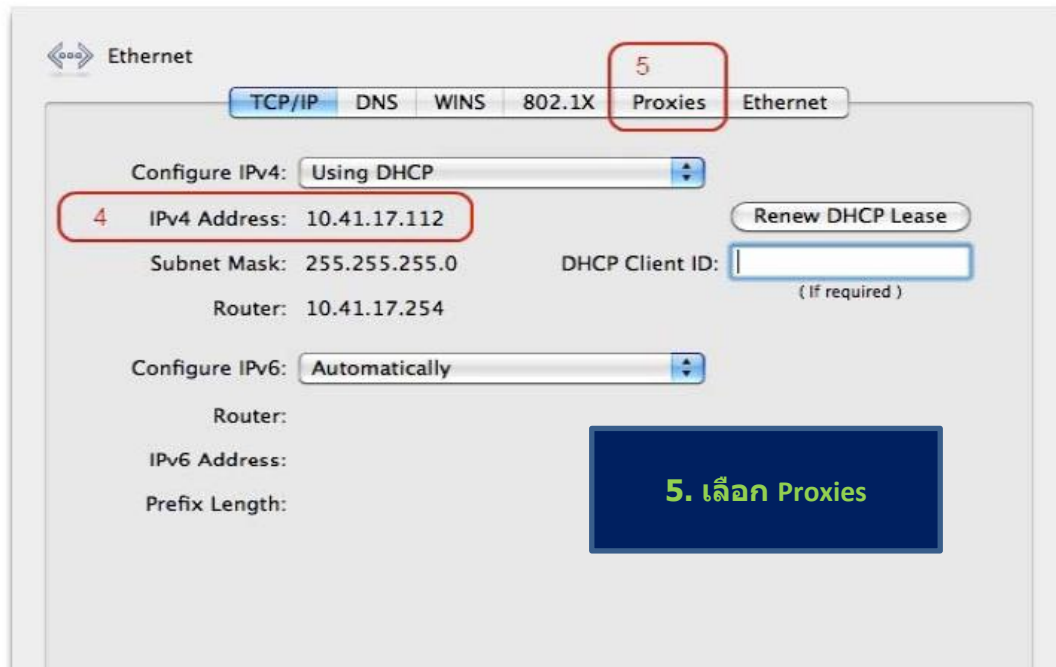 Ethernet
5
TCP/IP DNS WINS 802.1X Proxies Ethernet
Configure IPv4: Using DHCP
4 IPv4 Address: 10.41.17.112 Renew DHCP Lease
Subnet Mask: 255.255.255.0 DHCP Client ID:
( If required )
Router: 10.41.17.254
Configure IPv6: Automatically
Router:
IPv6 Address:
Prefix Length:
5. เลือก Proxies